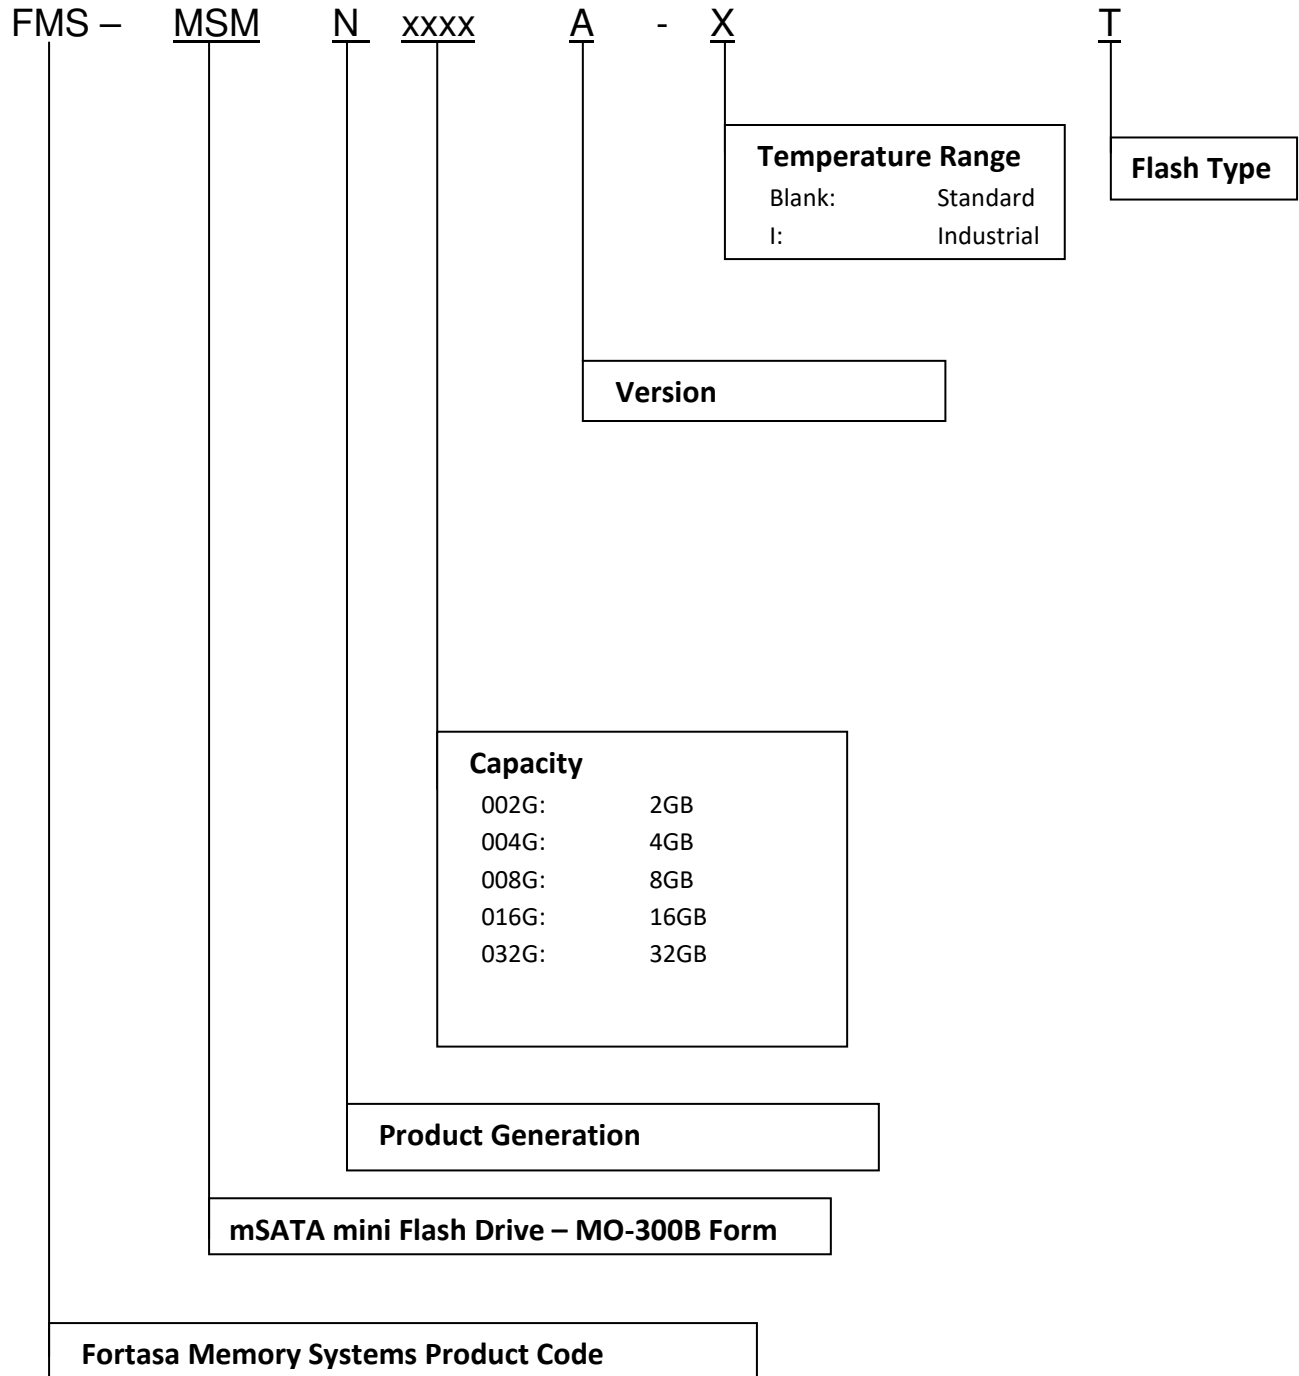 FMS – MSM N xxxx A - X T
Temperature Range
Blank: Standard
I: Industrial
Flash Type
Version
Capacity
002G: 2GB
004G: 4GB
008G: 8GB
016G: 16GB
032G: 32GB
Product Generation
mSATA mini Flash Drive – MO-300B Form
Fortasa Memory Systems Product Code